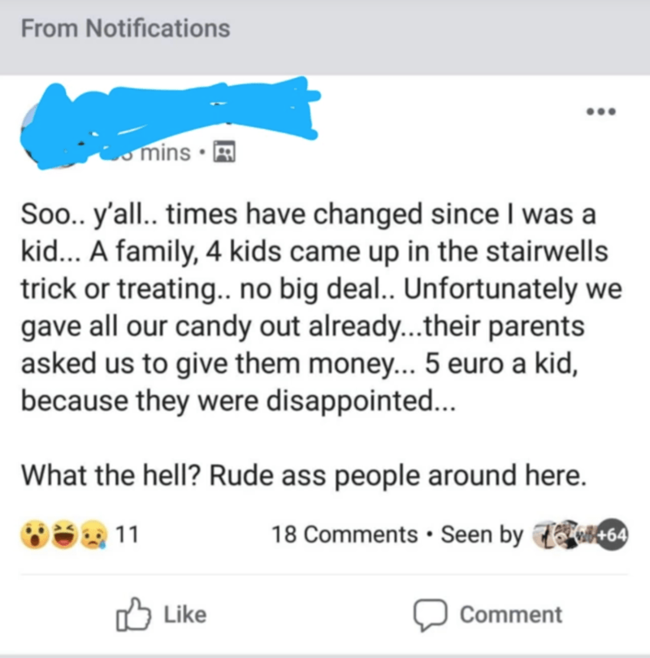 From Notifications
mins
Soo.. y'all.. times have changed since I was a
kid... A family, 4 kids came up in the stairwells
trick or treating.. no big deal.. Unfortunately we
gave all our candy out already...their parents
asked us to give them money... 5 euro a kid,
because they were disappointed...
What the hell? Rude ass people around here.
11 18 Comments • Seen by +64
Like Comment